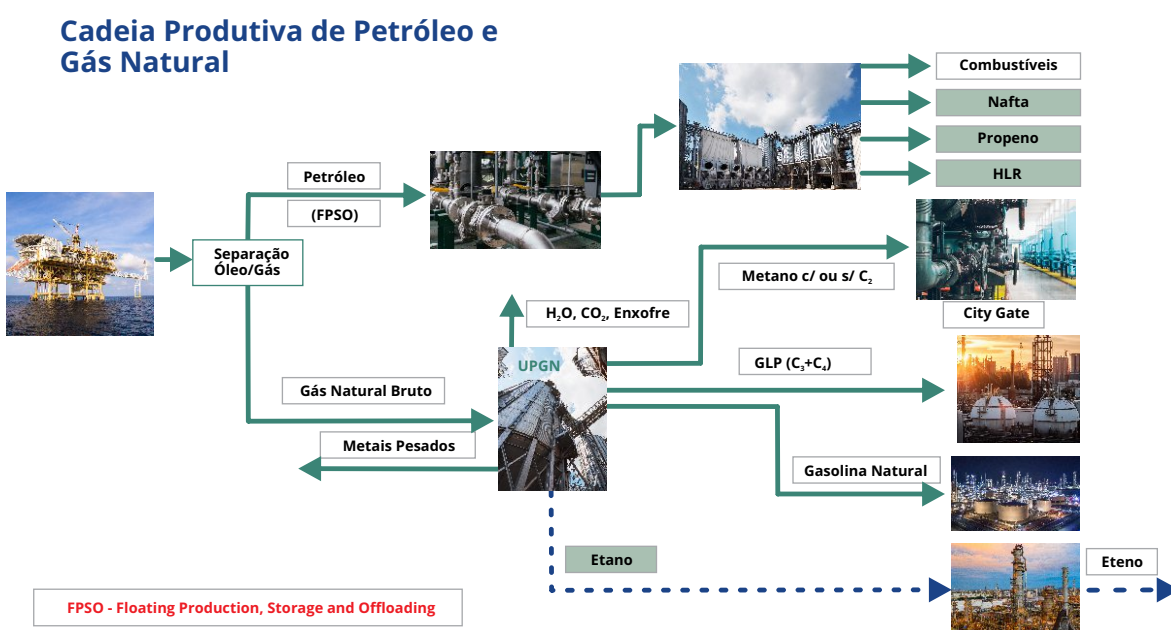 Cadeia Produtiva de Petróleo e
Gás Natural
Combustíveis
Nafta
Propeno
HLR
Petróleo
(FPSO)
Separação
Óleo/Gás
Metano c/ ou s/ C₂
H₂O, CO₂, Enxofre
City Gate
UPGN
GLP (C₃+C₄)
Gás Natural Bruto
Metais Pesados
Gasolina Natural
Etano
Eteno
FPSO - Floating Production, Storage and Offloading